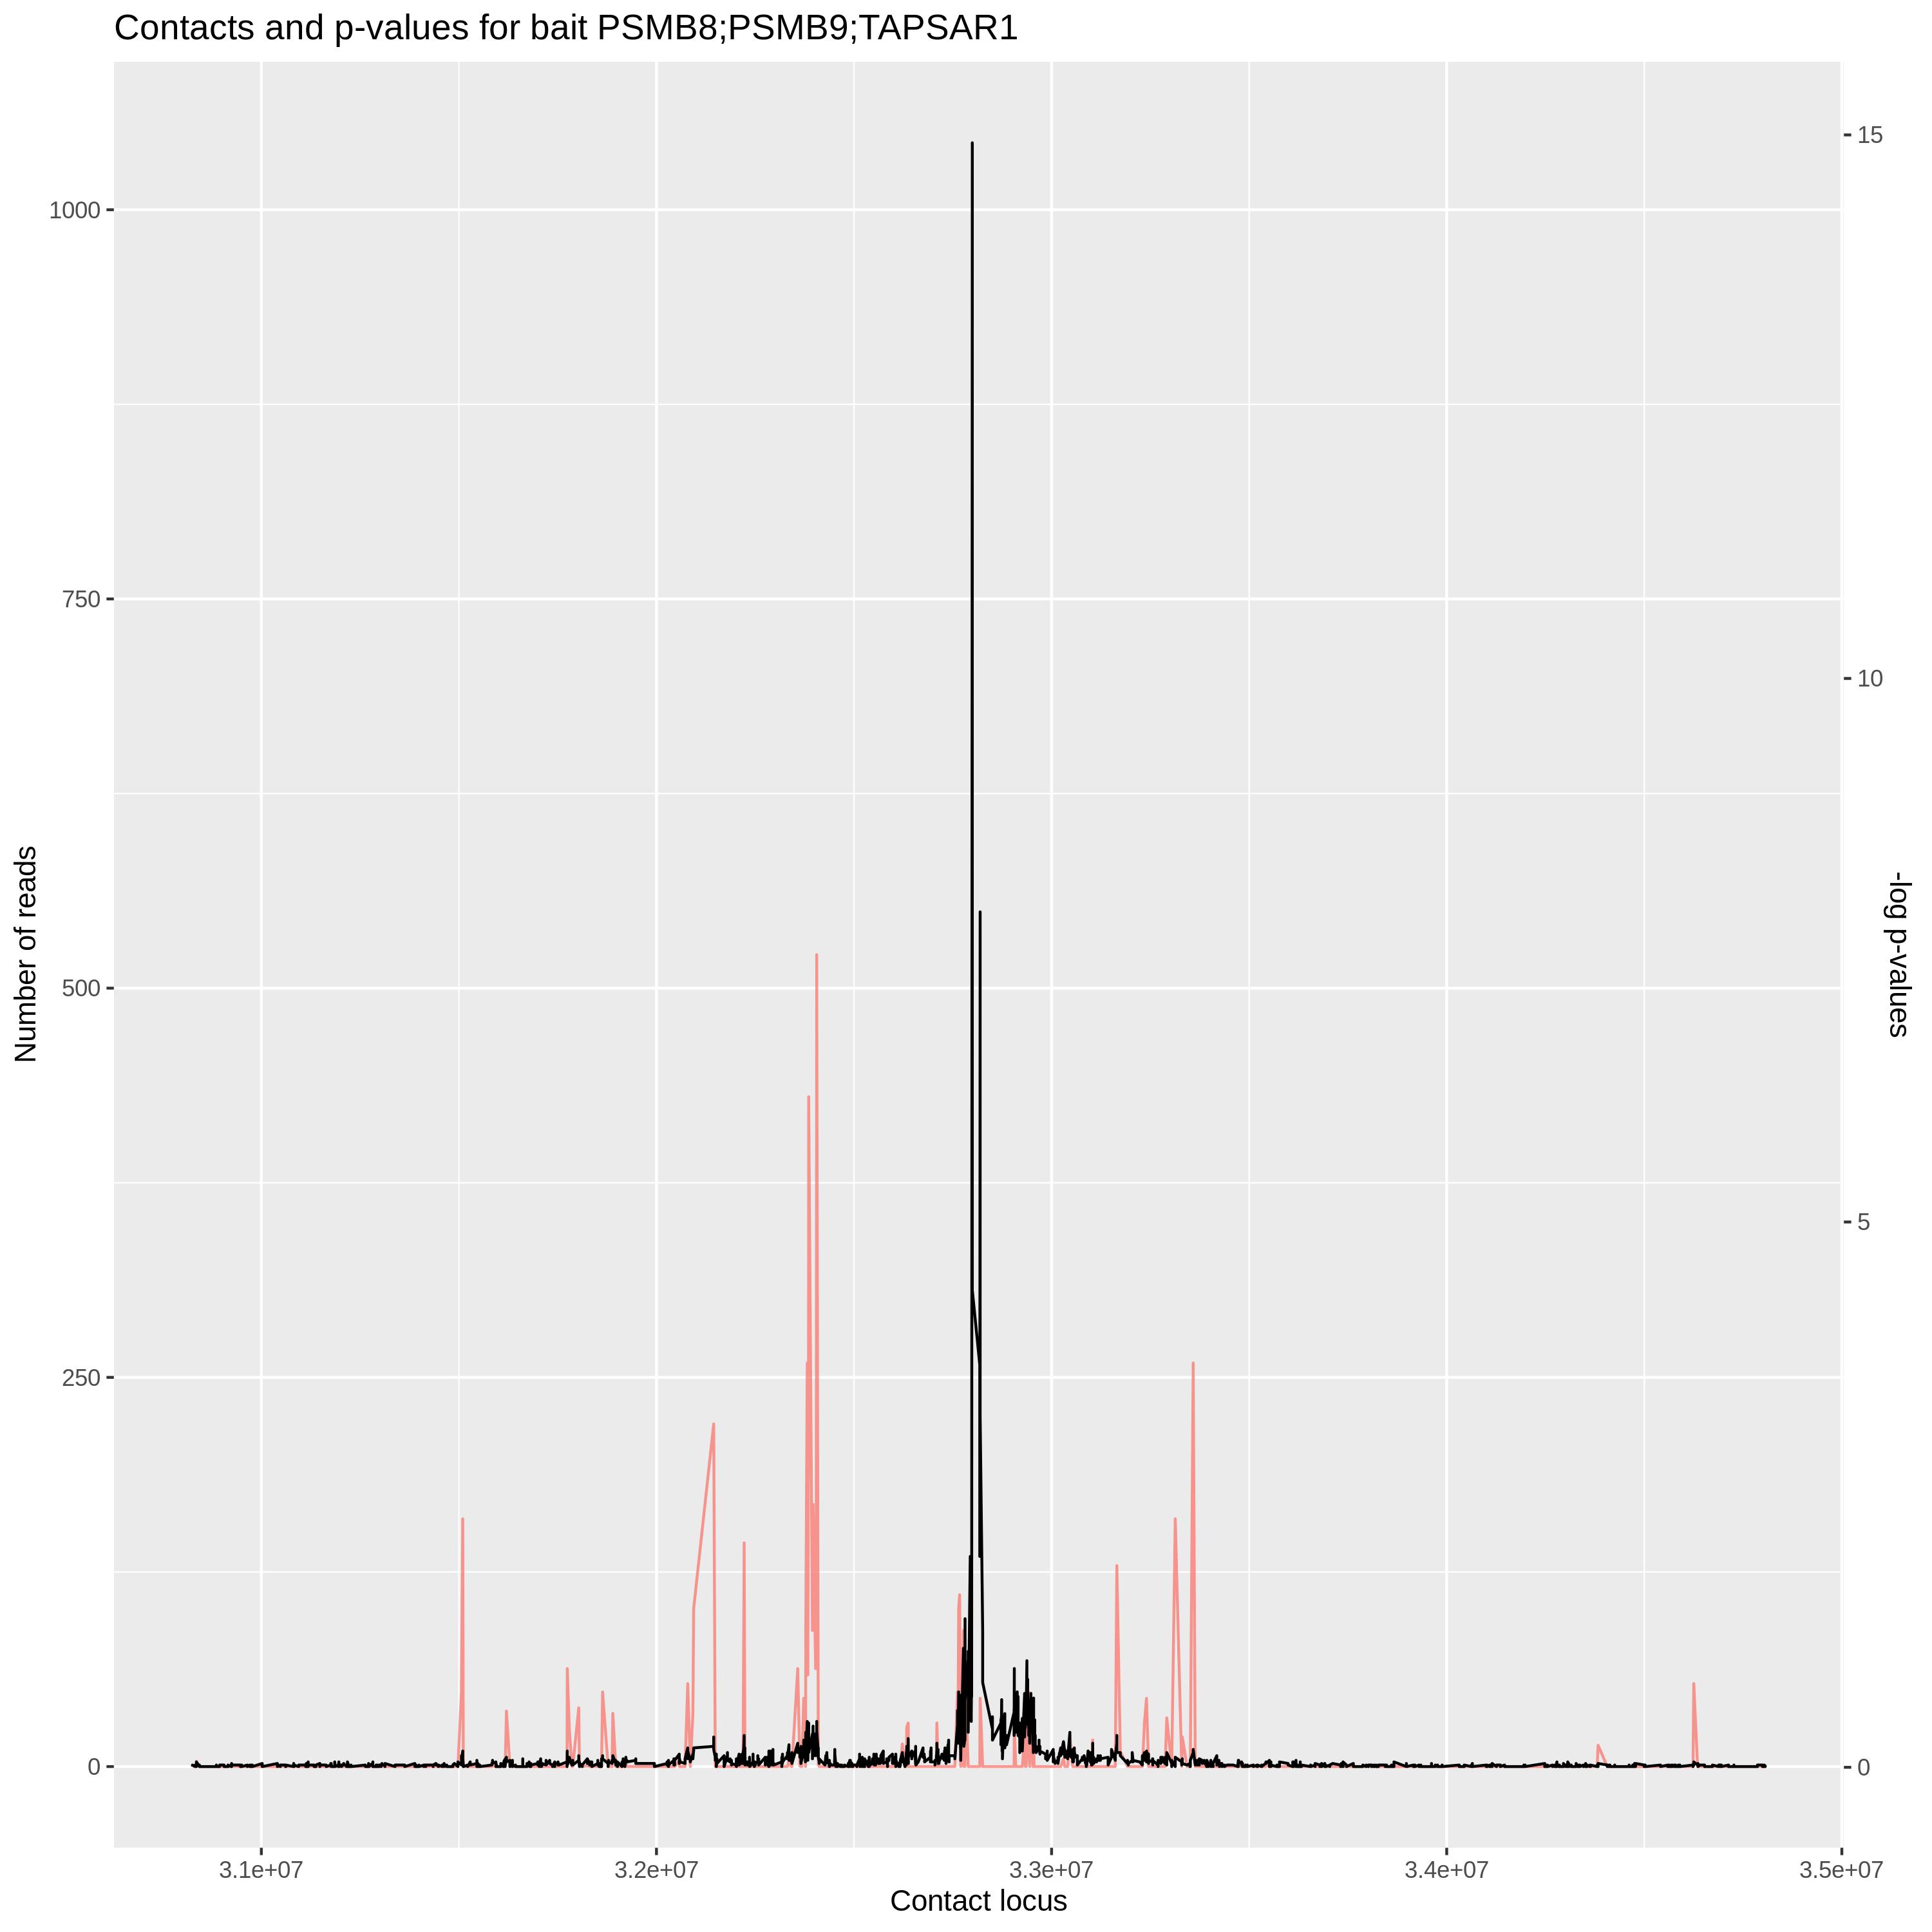 Contacts and p-values for bait PSMB8;PSMB9;TAPSAR1
Number of reads
1000
750
500
250
0
15
10
5
0
-log p-values
3.1e+07
3.2e+07
3.3e+07
3.4e+07
3.5e+07
Contact locus